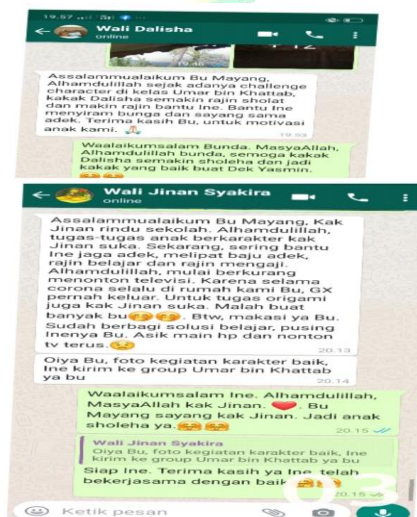 19.57
Wali Dalisha
online
19.46
Assalammualaikum Bu Mayang,
Alhamdulillah sejak adanya challenge
character di kelas Umar bin Khattab,
kakak Dalisha semakin rajin sholat
dan makin rajin bantu Ine. Bantu Ine
menyiram bunga dan sayang sama
adek. Terima kasih Bu, untuk motivasi
anak kami. 🙏
19.53
Waalaikumsalam Bunda. MasyaAllah,
Alhamdulillah bunda, semoga kakak
Dalisha semakin sholeha dan jadi
kakak yang baik buat Dek Yasmin.
🤗🤗
Wali Jinan Syakira
online
Assalammualaikum Bu Mayang, Kak
Jinan rindu sekolah. Alhamdulillah,
tugas-tugas anak berkarakter kak
Jinan suka. Sekarang, sering bantu
Ine jaga adek, melipat baju adek,
rajin belajar dan rajin mengaji.
Alhamdulillah, mulai berkurang
menonton televisi. Karena selama
corona selalu di rumah kami Bu, GX
pernah keluar. Untuk tugas origami
juga kak Jinan suka. Malah buat
banyak bu🤗🤗. Btw, makasi ya Bu.
Sudah berbagi solusi belajar, pusing
Inenya Bu. Asik main hp dan nonton
tv terus.😥
20.13
Oiya Bu, foto kegiatan karakter baik,
Ine kirim ke group Umar bin Khattab
ya bu
20.14
Waalaikumsalam Ine. Alhamdulillah,
MasyaAllah kak Jinan. ❤. Bu
Mayang sayang kak Jinan. Jadi anak
sholeha ya.🤗🤗
20.15
Wali Jinan Syakira
Oiya Bu, foto kegiatan karakter baik, Ine
kirim ke group Umar bin Khattab ya bu
Siap Ine. Terima kasih ya Ine, telah
bekerjasama dengan baik🤗
20.15
03
Ketik pesan